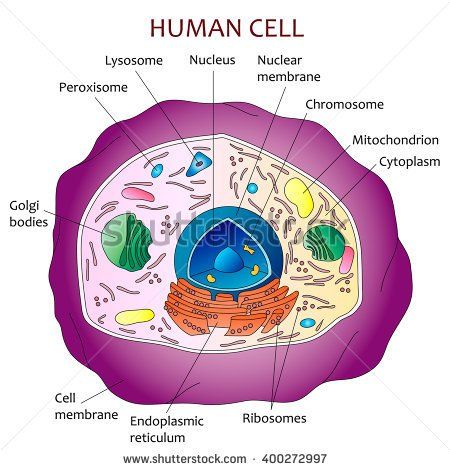 HUMAN CELL
Lysosome
Nucleus
Nuclear
membrane
Peroxisome
Chromosome
Mitochondrion
Cytoplasm
Golgi
bodies
shutterstock
Cell
membrane
Endoplasmic
reticulum
Ribosomes
www.shutterstock.com · 400272997